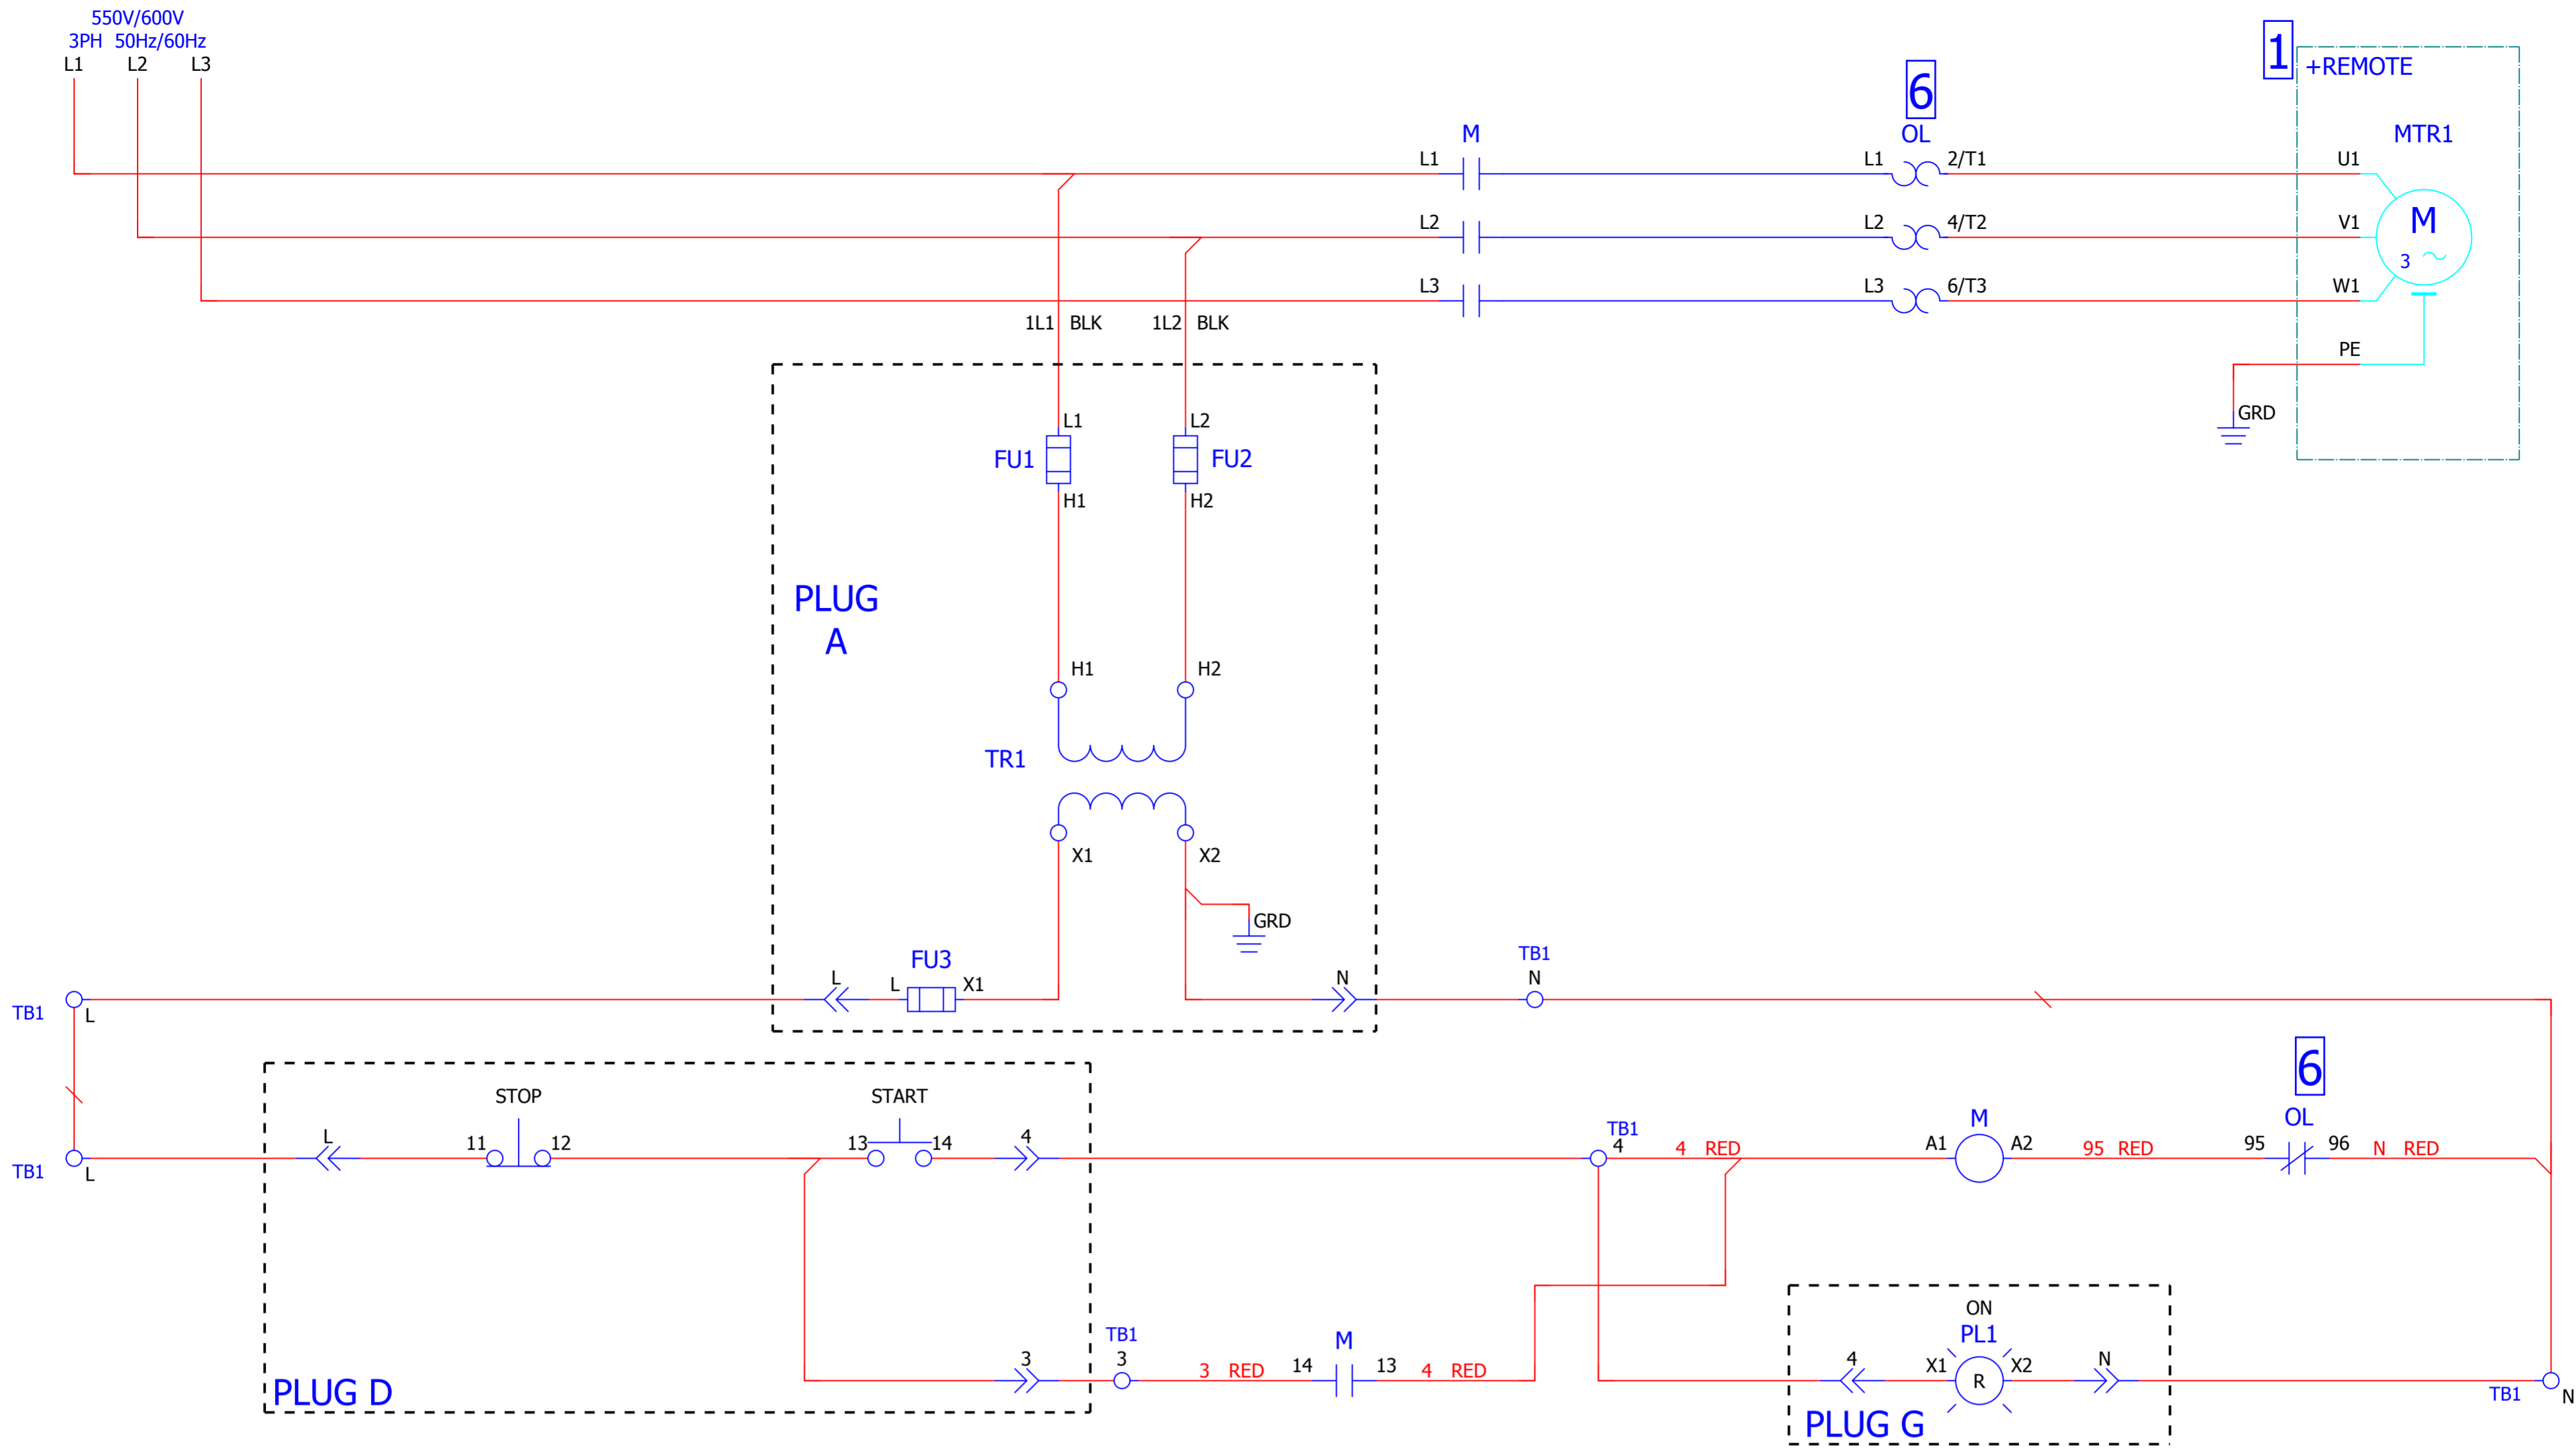 550V/600V
3PH 50Hz/60Hz
L1 L2 L3
1
+REMOTE
6
M OL MTR1
L1 L1 2/T1 U1
L2 L2 4/T2 V1
M
3
L3 L3 6/T3 W1
1L1 BLK 1L2 BLK
PE
GRD
L1 L2
FU1 FU2
H1 H2
PLUG
A
H1 H2
TR1
X1 X2
GRD
FU3
TB1
L L X1 N N
TB1 L
6
STOP START
TB1 M OL
L 11 12 13 14 4 4 4 RED A1 A2 95 RED 95 96 N RED
TB1 L
ON
TB1 M PL1
3 3 3 RED 14 13 4 RED 4 X1 R X2 N
PLUG D
TB1 N
PLUG G